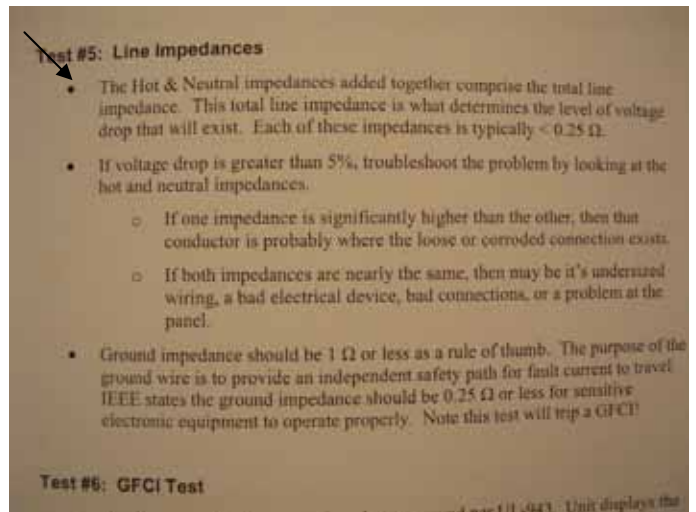 Test #5: Line Impedances
• The Hot & Neutral impedances added together comprise the total line
impedance. This total line impedance is what determines the level of voltage
drop that will exist. Each of these impedances is typically < 0.25 Ω.
• If voltage drop is greater than 5%, troubleshoot the problem by looking at the
hot and neutral impedances.
o If one impedance is significantly higher than the other, then that
conductor is probably where the loose or corroded connection exists.
o If both impedances are nearly the same, then may be it's undersized
wiring, a bad electrical device, bad connections, or a problem at the
panel.
• Ground impedance should be 1 Ω or less as a rule of thumb. The purpose of the
ground wire is to provide an independent safety path for fault current to travel.
IEEE states the ground impedance should be 0.25 Ω or less for sensitive
electronic equipment to operate properly. Note this test will trip a GFCI!
Test #6: GFCI Test
per UL-943. Unit displays the